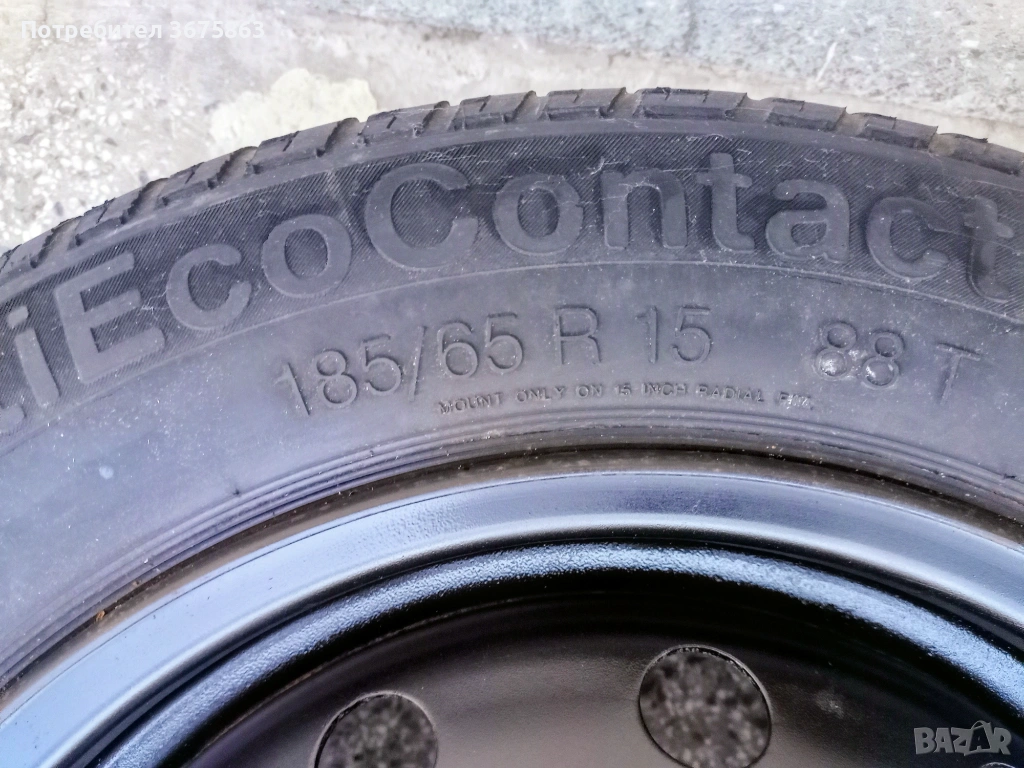 Потребител 3675863
.iEcoContact
185/65 R 15 88 T
MOUNT ONLY ON 15 INCH RADIAL RIM.
BAZAR